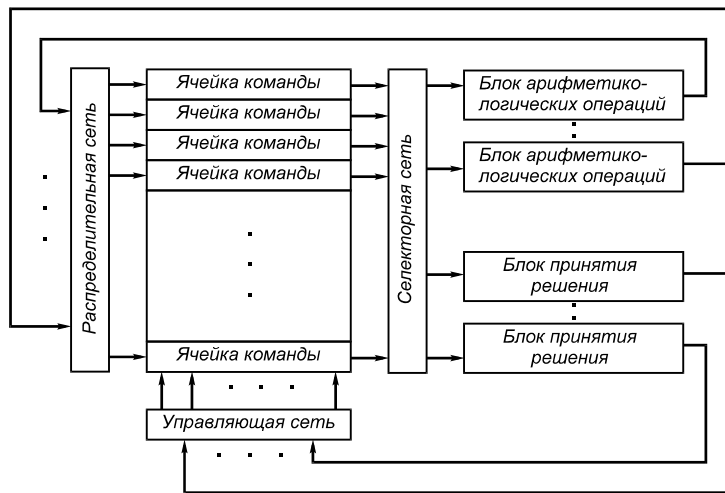 Распределительная сеть
Ячейка команды
Ячейка команды
Ячейка команды
Ячейка команды
Ячейка команды
Управляющая сеть
Селекторная сеть
Блок арифметико-
логических операций
Блок арифметико-
логических операций
Блок принятия
решения
Блок принятия
решения